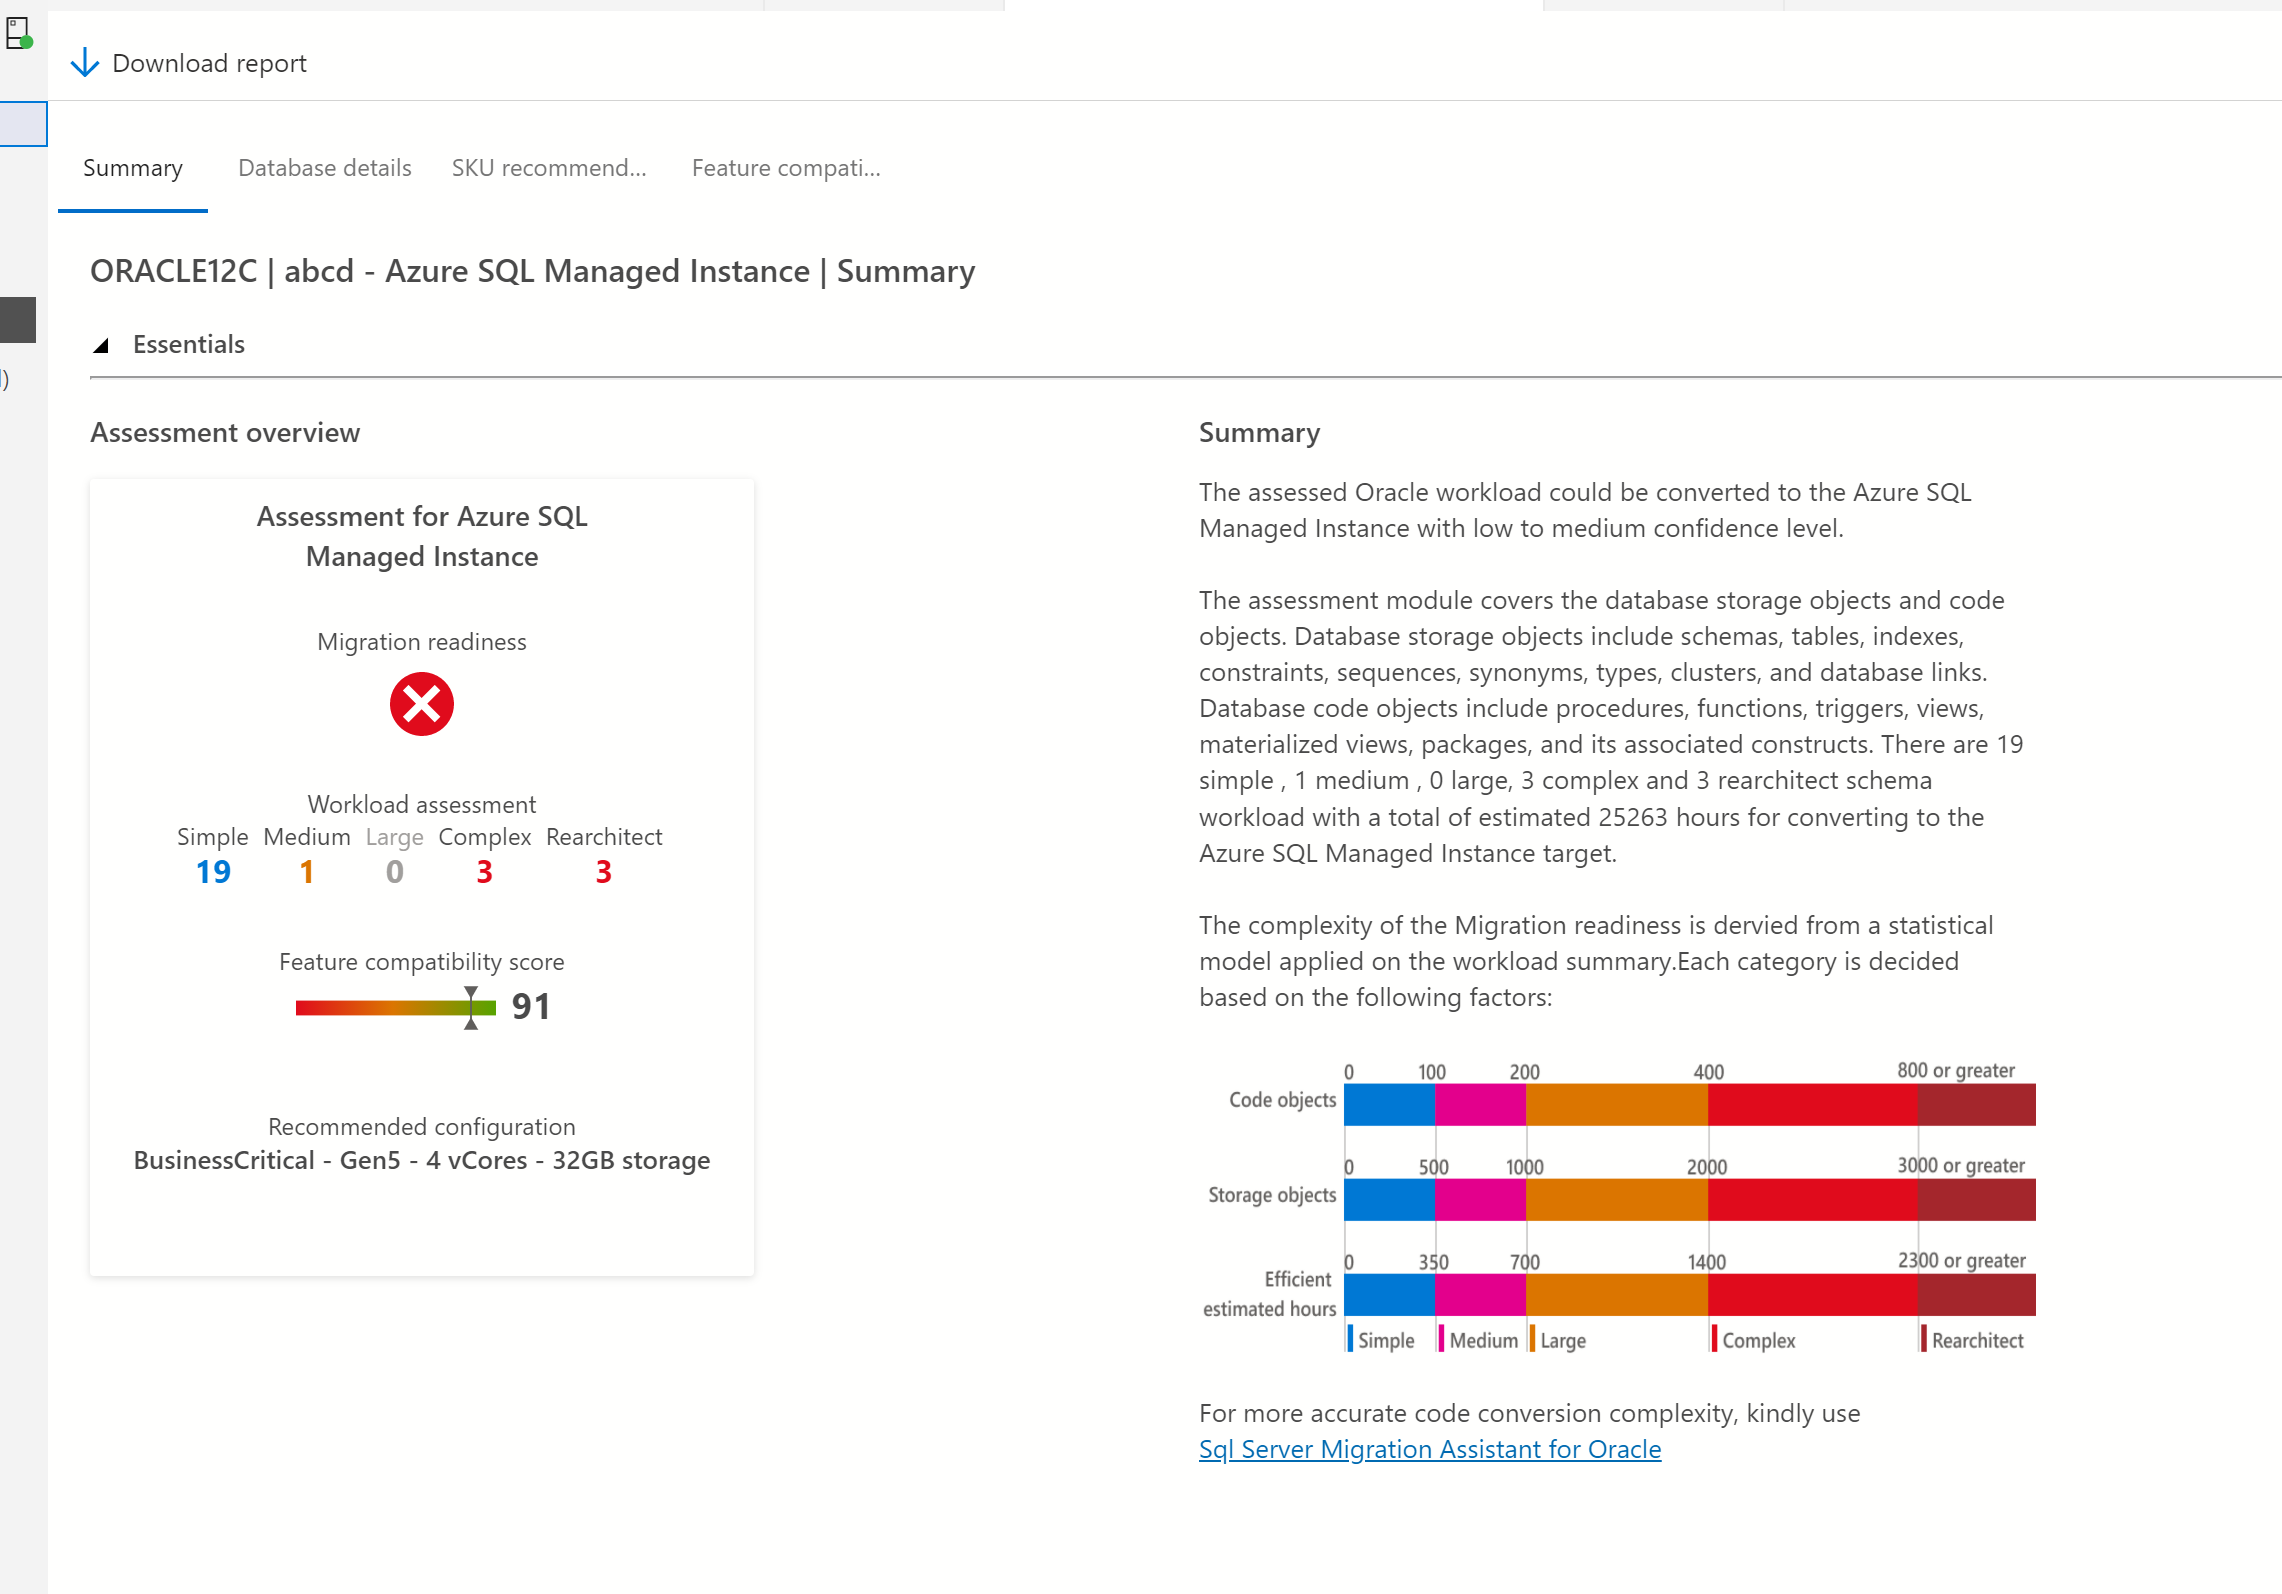 Download report
Summary Database details SKU recommend... Feature compati...
ORACLE12C | abcd - Azure SQL Managed Instance | Summary
Essentials
)
Assessment overview
Assessment for Azure SQL
Managed Instance
Migration readiness
Workload assessment
Simple Medium Large Complex Rearchitect
19 1 0 3 3
Feature compatibility score
91
Recommended configuration
BusinessCritical - Gen5 - 4 vCores - 32GB storage
Summary
The assessed Oracle workload could be converted to the Azure SQL
Managed Instance with low to medium confidence level.
The assessment module covers the database storage objects and code
objects. Database storage objects include schemas, tables, indexes,
constraints, sequences, synonyms, types, clusters, and database links.
Database code objects include procedures, functions, triggers, views,
materialized views, packages, and its associated constructs. There are 19
simple , 1 medium , 0 large, 3 complex and 3 rearchitect schema
workload with a total of estimated 25263 hours for converting to the
Azure SQL Managed Instance target.
The complexity of the Migration readiness is dervied from a statistical
model applied on the workload summary.Each category is decided
based on the following factors:
0 100 200 400 800 or greater
Code objects
0 500 1000 2000 3000 or greater
Storage objects
0 350 700 1400 2300 or greater
Efficient
estimated hours
Simple Medium Large Complex Rearchitect
For more accurate code conversion complexity, kindly use
Sql Server Migration Assistant for Oracle